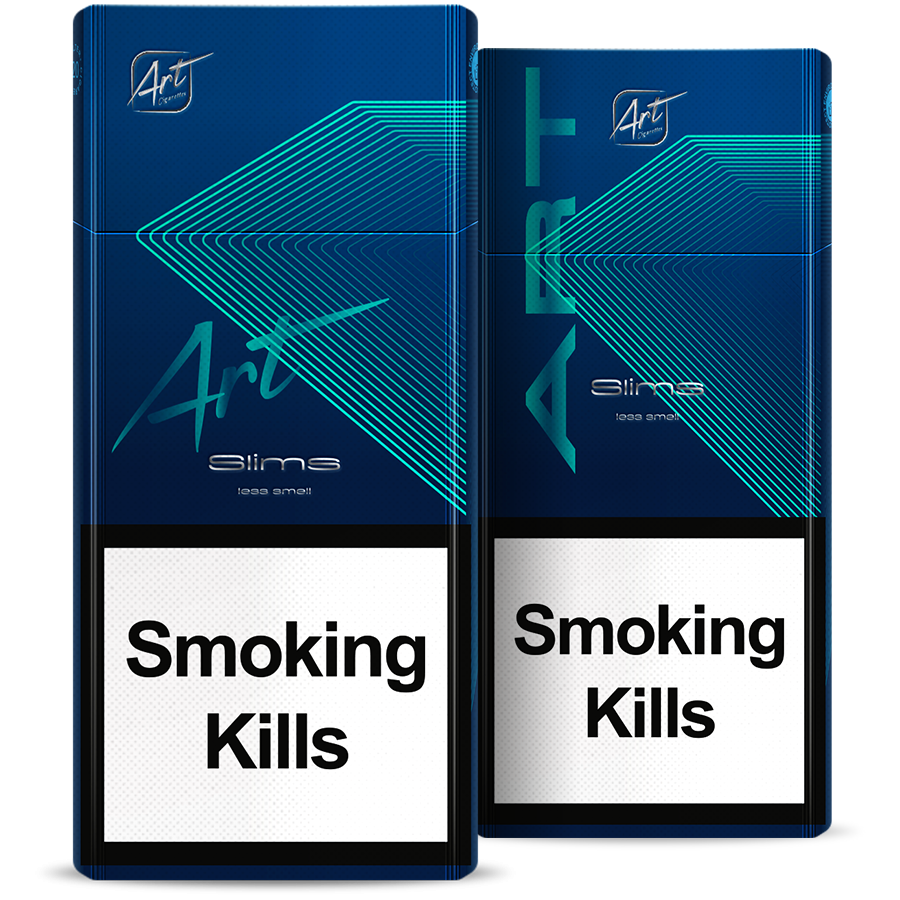 Art
Cigarettes
Art
Slims
less smell
Smoking
Kills
Art
Cigarettes
ART
Slims
less smell
Smoking
Kills